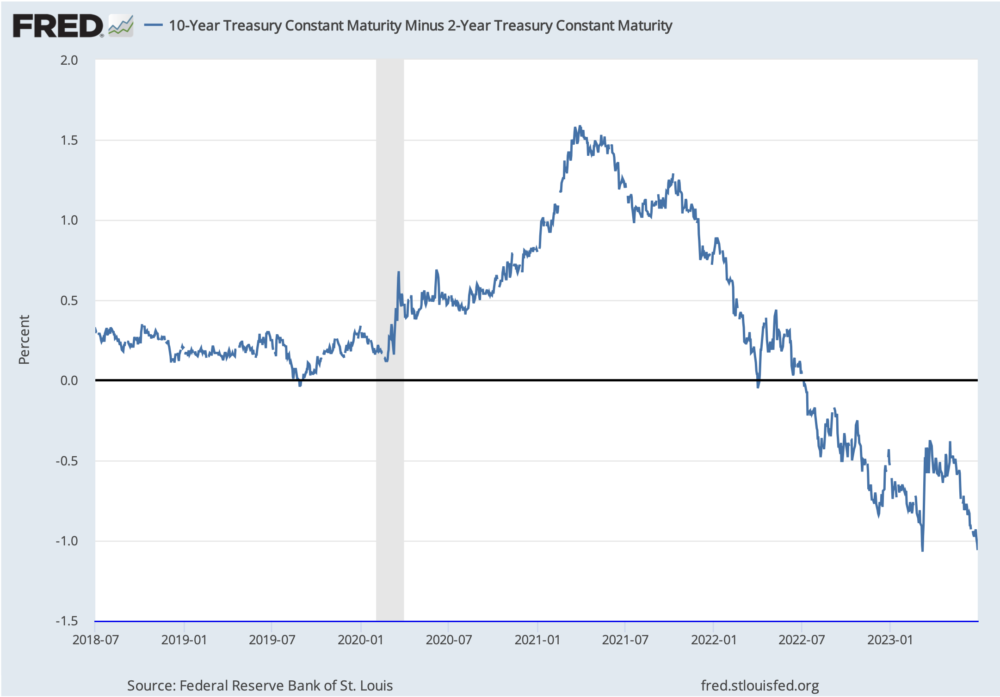 FRED® 10-Year Treasury Constant Maturity Minus 2-Year Treasury Constant Maturity
2.0
1.5
1.0
0.5
0.0
-0.5
-1.0
-1.5
Percent
2018-07 2019-01 2019-07 2020-01 2020-07 2021-01 2021-07 2022-01 2022-07 2023-01
Source: Federal Reserve Bank of St. Louis fred.stlouisfed.org